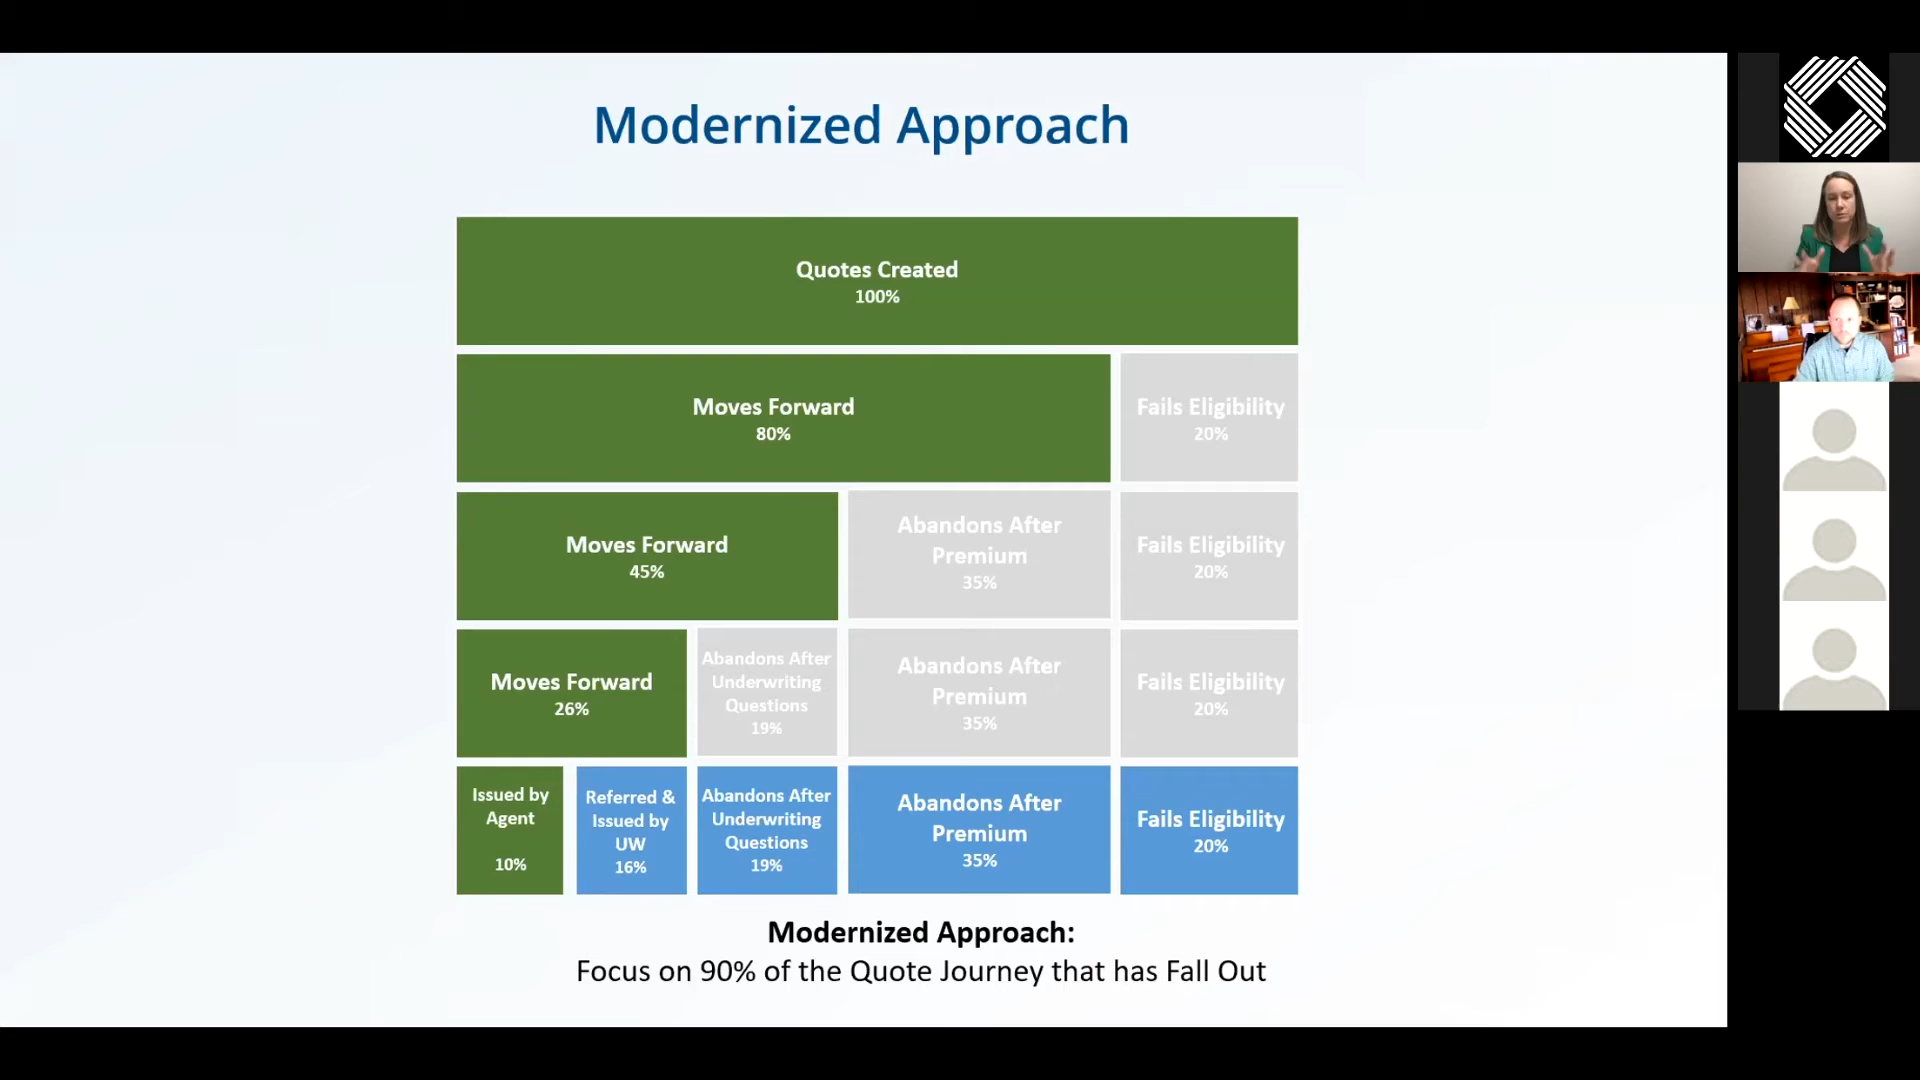 Modernized Approach
Quotes Created
100%
Moves Forward
80%
Fails Eligibility
20%
Moves Forward
45%
Abandons After
Premium
35%
Fails Eligibility
20%
Moves Forward
26%
Abandons After
Underwriting
Questions
19%
Abandons After
Premium
35%
Fails Eligibility
20%
Issued by
Agent
10%
Referred &
Issued by
UW
16%
Abandons After
Underwriting
Questions
19%
Abandons After
Premium
35%
Fails Eligibility
20%
Modernized Approach:
Focus on 90% of the Quote Journey that has Fall Out